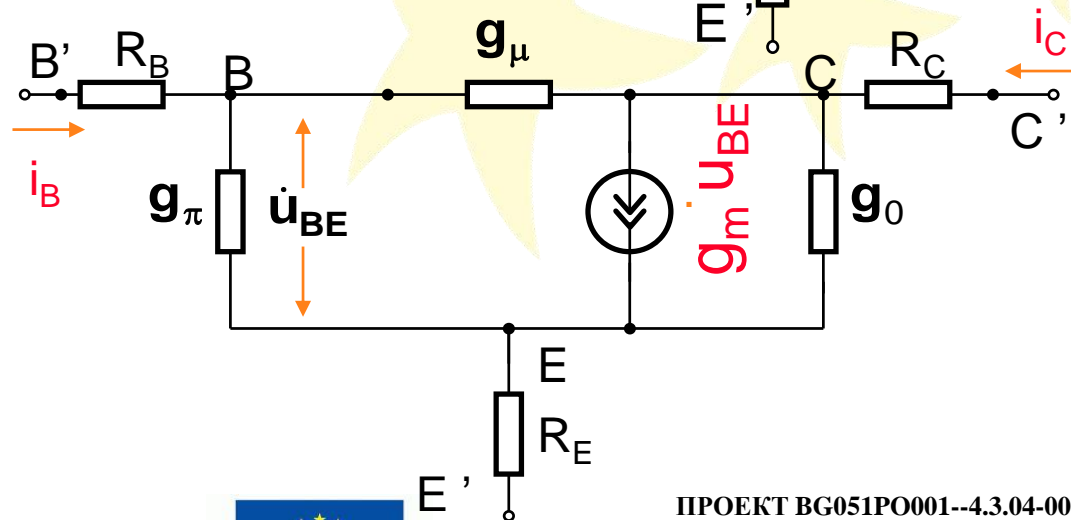 E '
B'
R_B
B
g_μ
C
R_C
i_C
C '
i_B
g_π
u̇_BE
g_m u̇_BE
g_0
E
R_E
E '
ПРОЕКТ BG051PO001--4.3.04-00